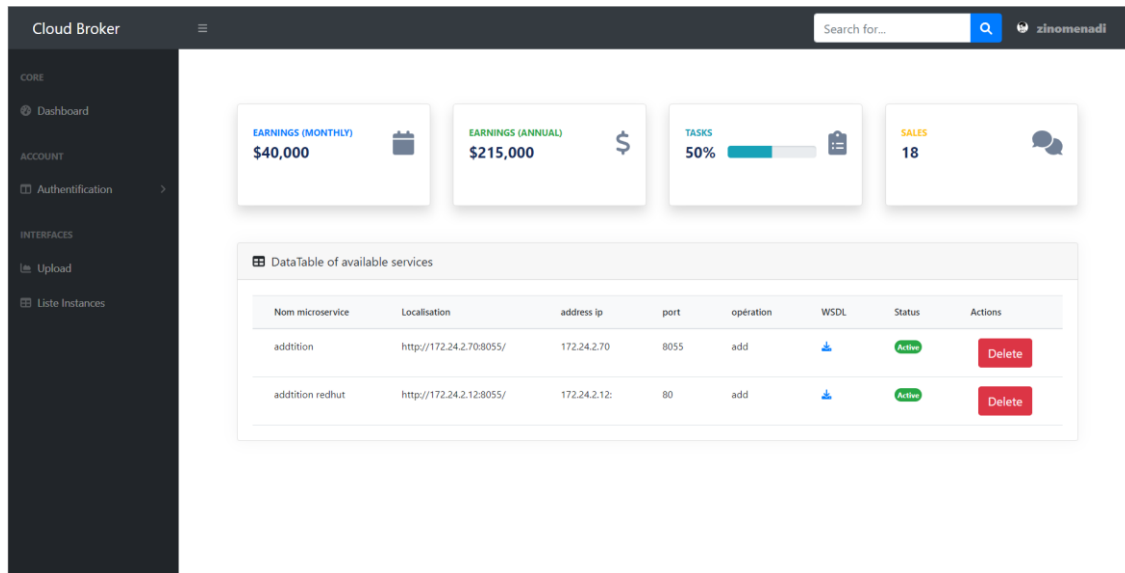 Cloud Broker
Search for...
zinomenadi
CORE
Dashboard
ACCOUNT
Authentification
INTERFACES
Upload
Liste Instances
EARNINGS (MONTHLY)
$40,000
EARNINGS (ANNUAL)
$215,000
TASKS
50%
SALES
18
DataTable of available services
Nom microservice Localisation address ip port opération WSDL Status Actions
addtition http://172.24.2.70:8055/ 172.24.2.70 8055 add Active Delete
addtition redhut http://172.24.2.12:8055/ 172.24.2.12: 80 add Active Delete